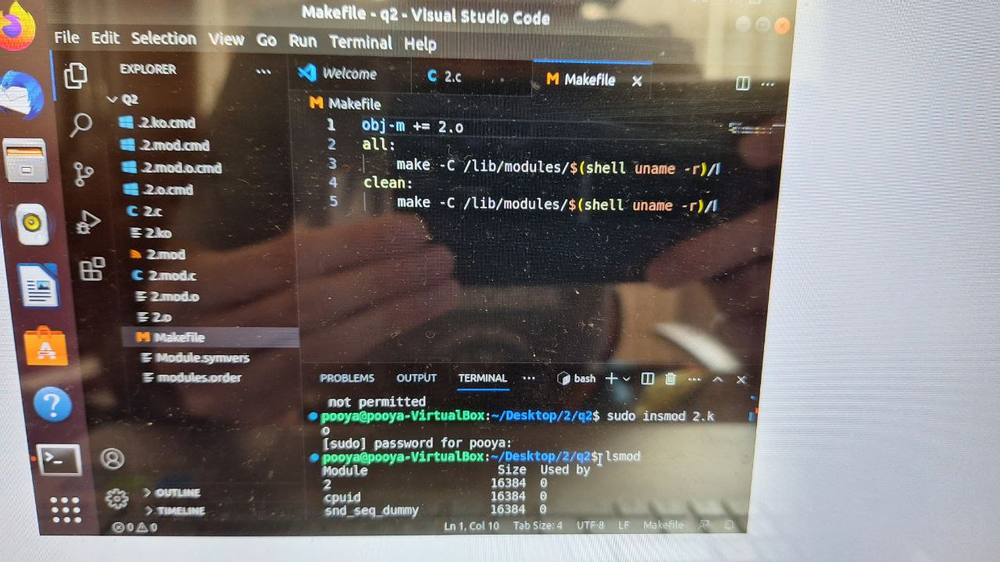 Makefile - q2 - Visual Studio Code
File Edit Selection View Go Run Terminal Help
EXPLORER
Q2
.2.ko.cmd
.2.mod.cmd
.2.mod.o.cmd
.2.o.cmd
2.c
2.ko
2.mod
2.mod.c
2.mod.o
2.o
Makefile
Module.symvers
modules.order
OUTLINE
TIMELINE
Welcome 2.c Makefile
Makefile
1 obj-m += 2.o
2 all:
3 make -C /lib/modules/$(shell uname -r)/
4 clean:
5 make -C /lib/modules/$(shell uname -r)/
PROBLEMS OUTPUT TERMINAL bash
not permitted
pooya@pooya-VirtualBox:~/Desktop/2/q2$ sudo insmod 2.k
o
[sudo] password for pooya:
pooya@pooya-VirtualBox:~/Desktop/2/q2$ lsmod
Module Size Used by
2 16384 0
cpuid 16384 0
snd_seq_dummy 16384 0
0 0 Ln 1, Col 10 Tab Size: 4 UTF-8 LF Makefile